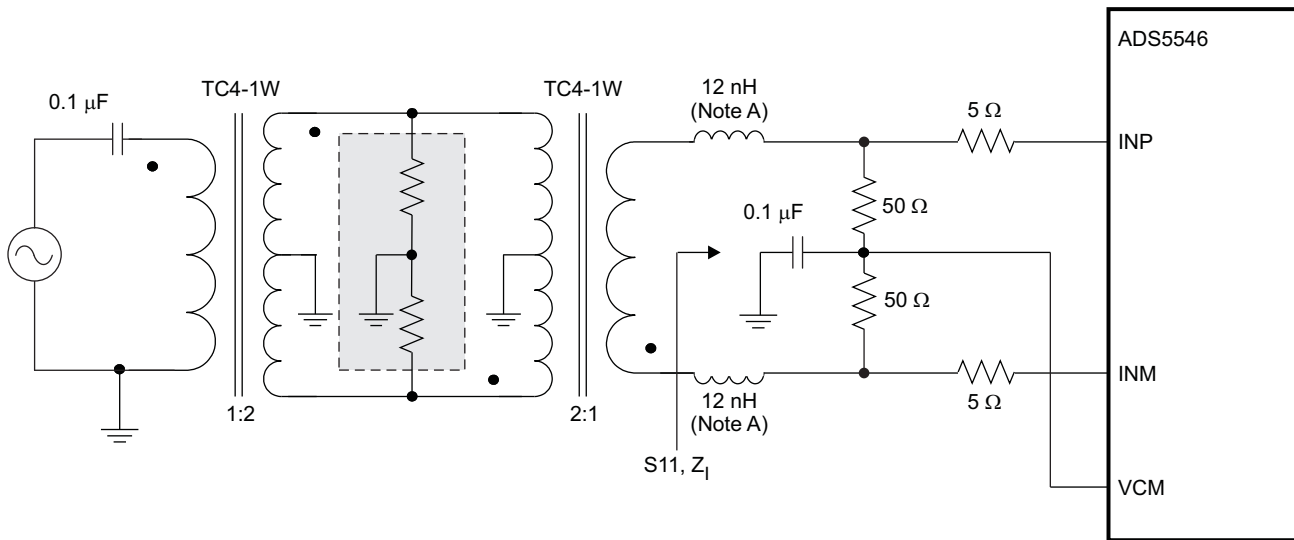 ADS5546
0.1 μF
TC4-1W
TC4-1W
12 nH
(Note A)
5 Ω
INP
50 Ω
0.1 μF
50 Ω
INM
5 Ω
12 nH
(Note A)
1:2
2:1
S11, Z_I
VCM